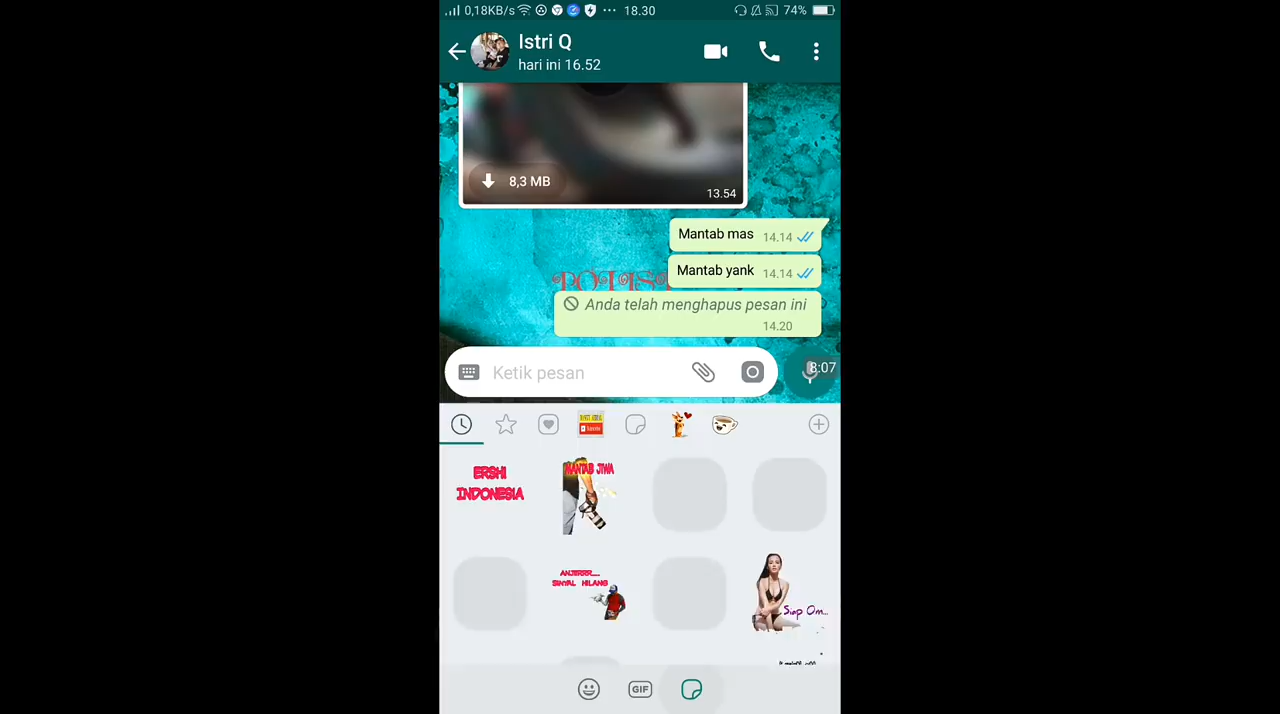 0,18KB/s ··· 18.30 74%
Istri Q
hari ini 16.52
8,3 MB
13.54
Mantab mas 14.14
Mantab yank 14.14
Anda telah menghapus pesan ini
14.20
Ketik pesan
8:07
ERSHI
INDONESIA
MANTAB JIWA
ANJIRRR....
SINYAL HILANG
Siap Om...
GIF